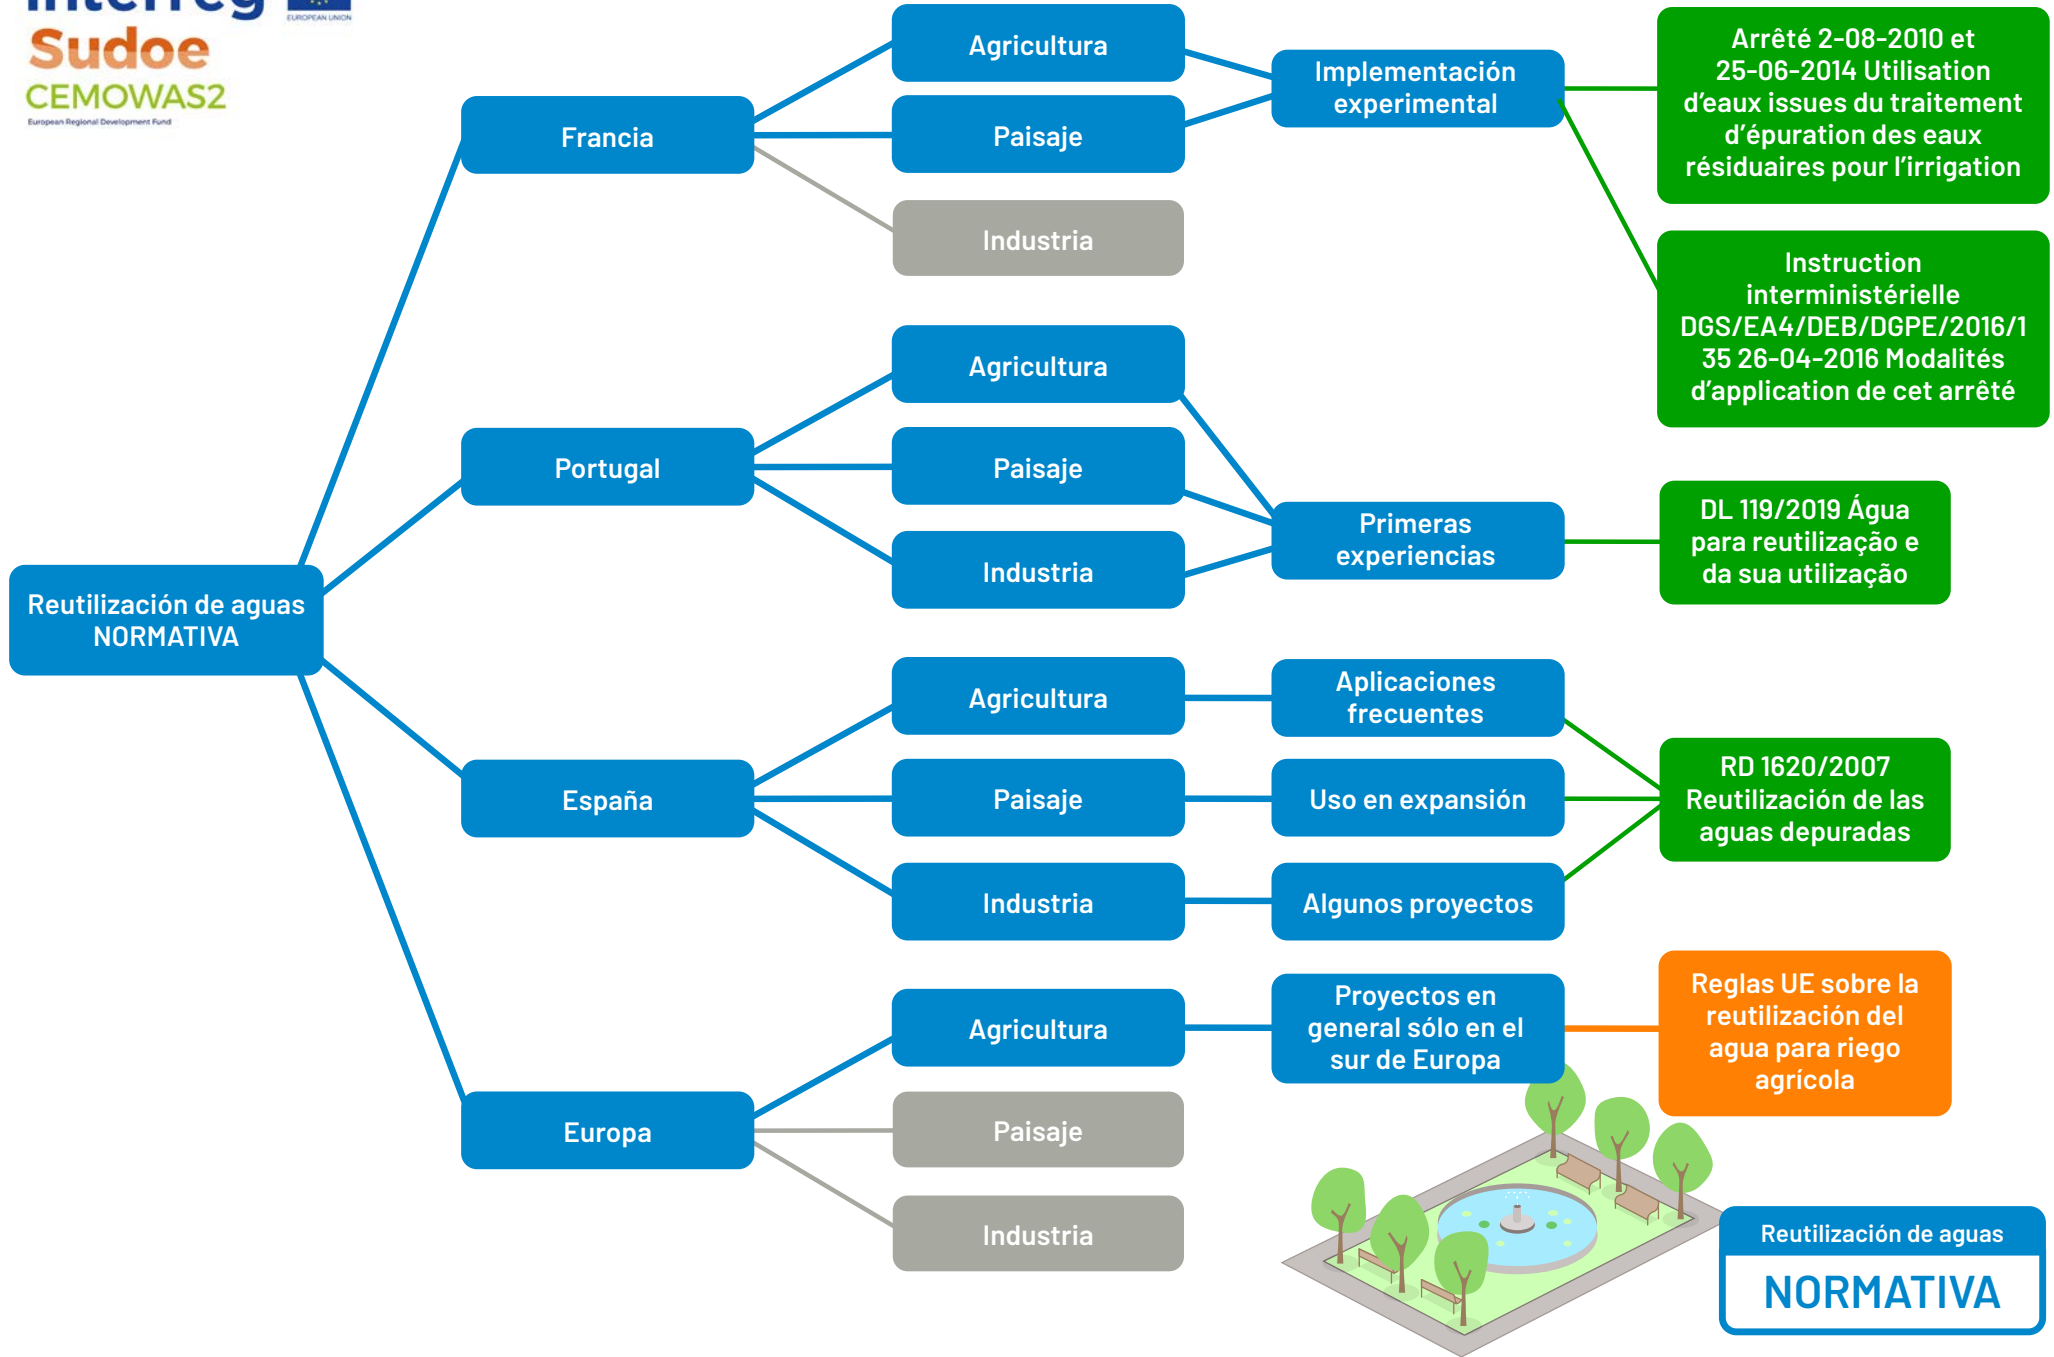 Interreg
EUROPEAN UNION
Sudoe
CEMOWAS2
European Regional Development Fund
Reutilización de aguas
NORMATIVA
Francia
Agricultura
Paisaje
Industria
Implementación
experimental
Arrêté 2-08-2010 et
25-06-2014 Utilisation
d’eaux issues du traitement
d’épuration des eaux
résiduaires pour l’irrigation
Instruction
interministérielle
DGS/EA4/DEB/DGPE/2016/1
35 26-04-2016 Modalités
d’application de cet arrêté
Portugal
Agricultura
Paisaje
Industria
Primeras
experiencias
DL 119/2019 Água
para reutilização e
da sua utilização
España
Agricultura
Paisaje
Industria
Aplicaciones
frecuentes
Uso en expansión
Algunos proyectos
RD 1620/2007
Reutilización de las
aguas depuradas
Europa
Agricultura
Paisaje
Industria
Proyectos en
general sólo en el
sur de Europa
Reglas UE sobre la
reutilización del
agua para riego
agrícola
Reutilización de aguas
NORMATIVA